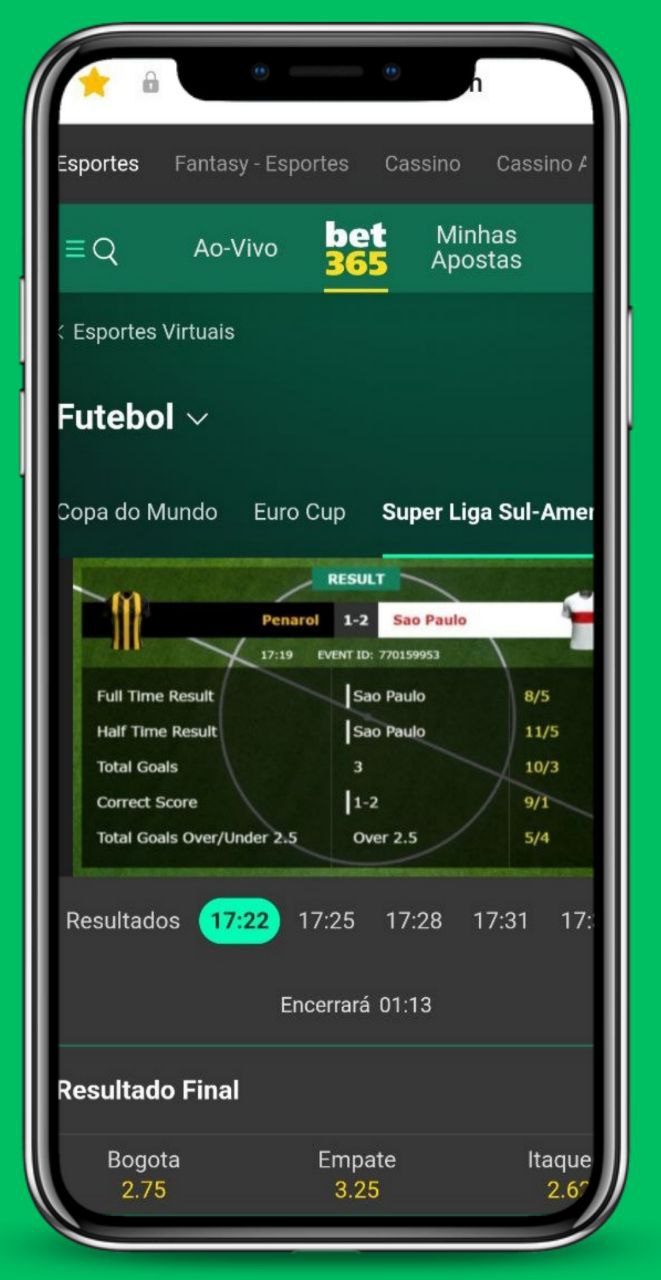 n
Esportes Fantasy - Esportes Cassino Cassino A
Ao-Vivo bet 365 Minhas Apostas
Esportes Virtuais
Futebol
Copa do Mundo Euro Cup Super Liga Sul-Amer
RESULT
Penarol 1-2 Sao Paulo
17:19 EVENT ID: 770159953
Full Time Result Sao Paulo 8/5
Half Time Result Sao Paulo 11/5
Total Goals 3 10/3
Correct Score 1-2 9/1
Total Goals Over/Under 2.5 Over 2.5 5/4
Resultados 17:22 17:25 17:28 17:31 17:
Encerrará 01:13
Resultado Final
Bogota Empate Itaque
2.75 3.25 2.6